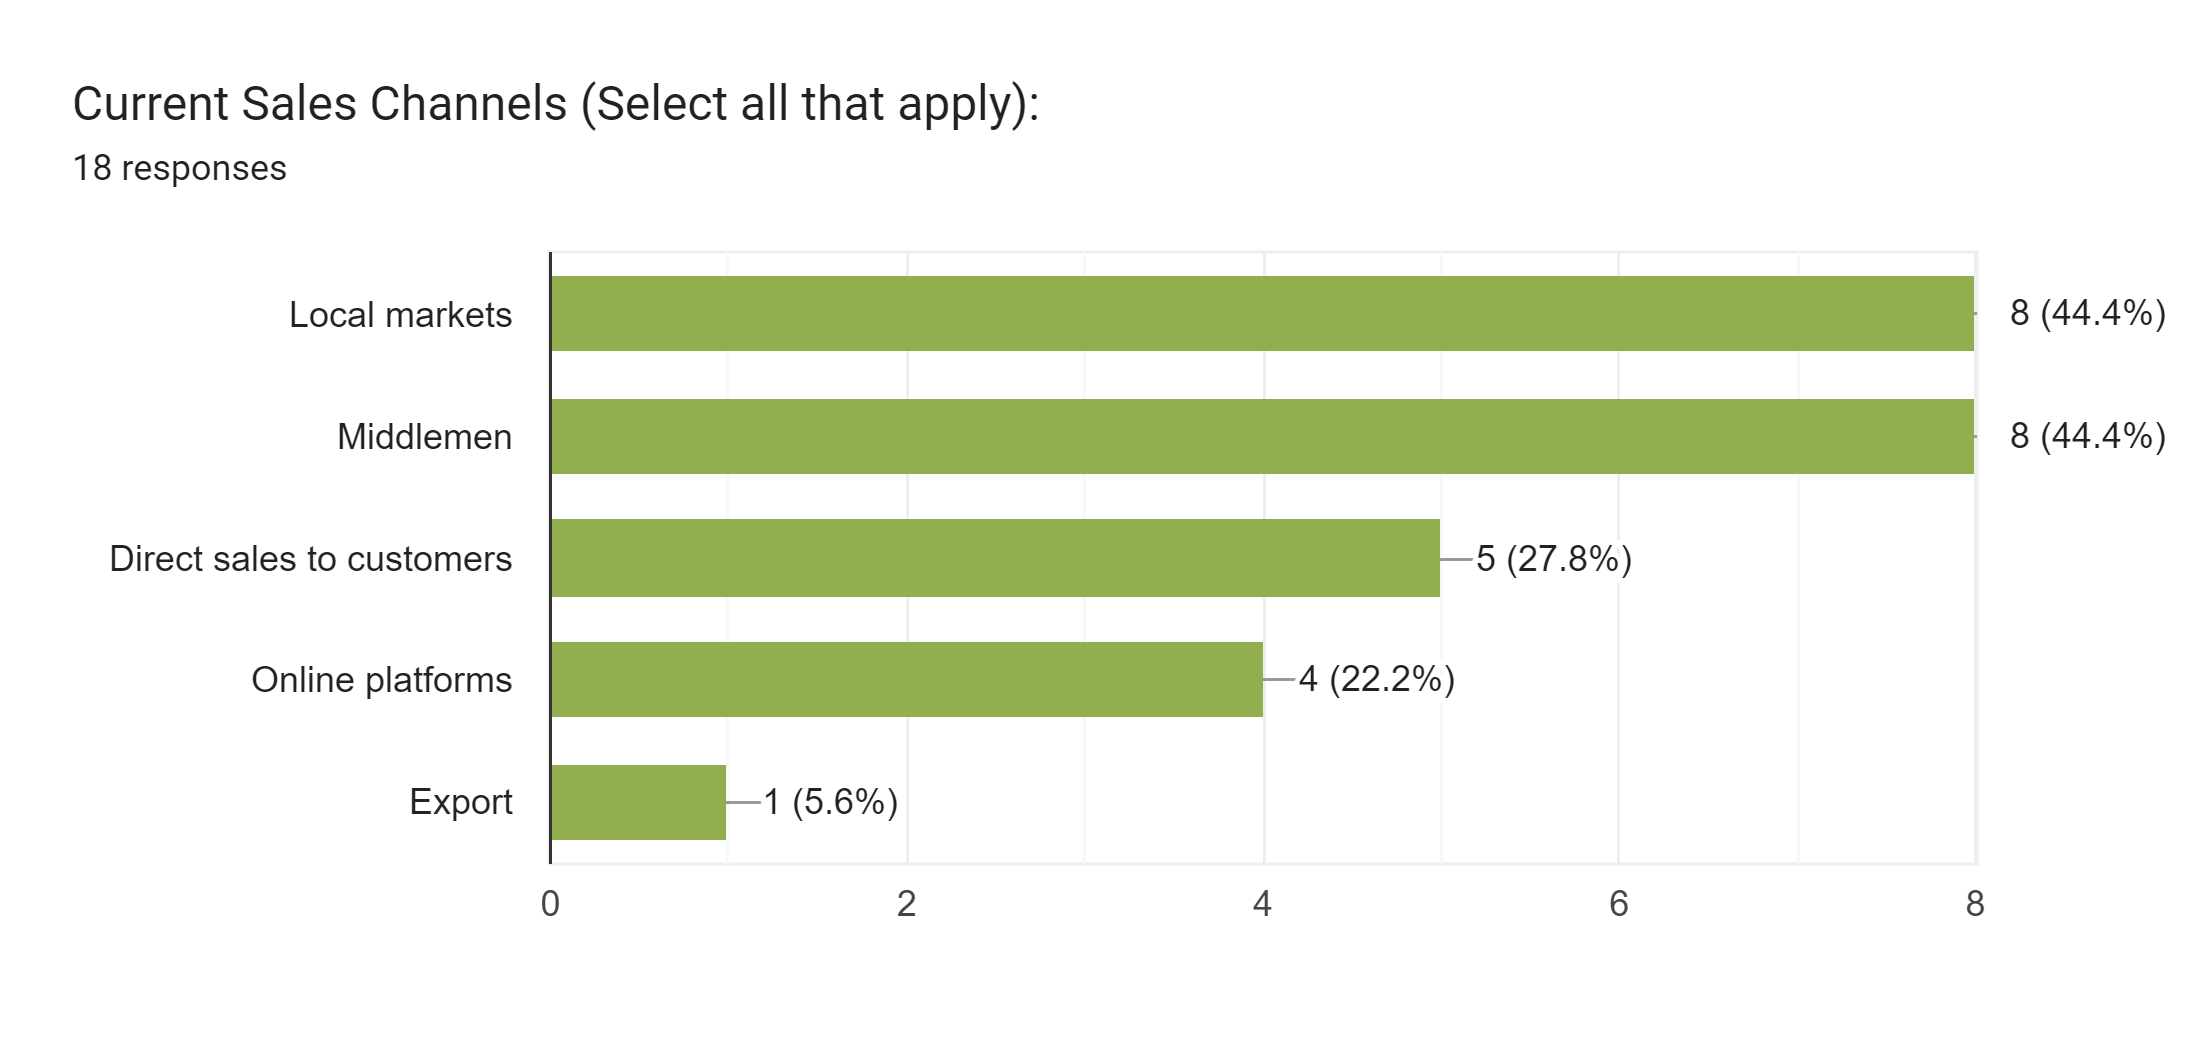 Current Sales Channels (Select all that apply):
18 responses
Local markets 8 (44.4%)
Middlemen 8 (44.4%)
Direct sales to customers 5 (27.8%)
Online platforms 4 (22.2%)
Export 1 (5.6%)
0 2 4 6 8